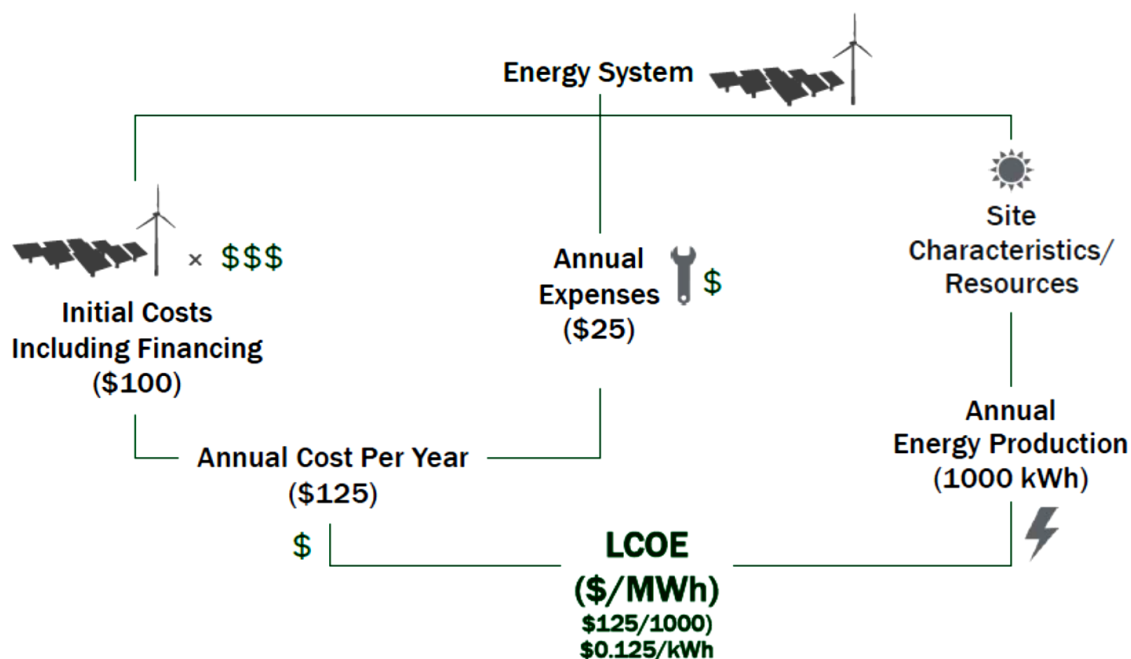 Energy System
× $$$
Initial Costs
Including Financing
($100)
Annual
Expenses
($25)
$
Site
Characteristics/
Resources
Annual Cost Per Year
($125)
$
Annual
Energy Production
(1000 kWh)
LCOE
($/MWh)
$125/1000)
$0.125/kWh